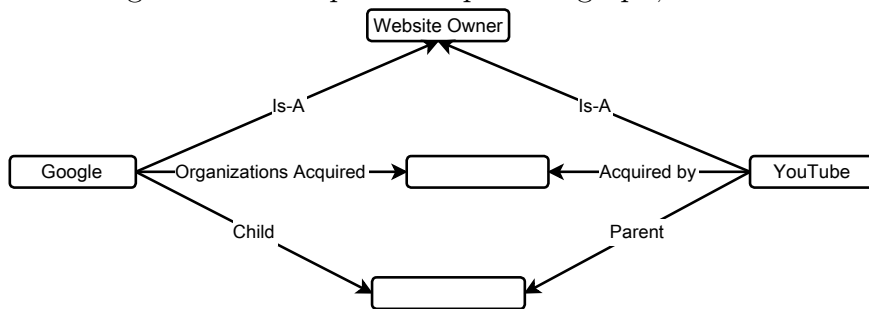 Website Owner
Is-A Is-A
Google Organizations Acquired Acquired by YouTube
Child Parent